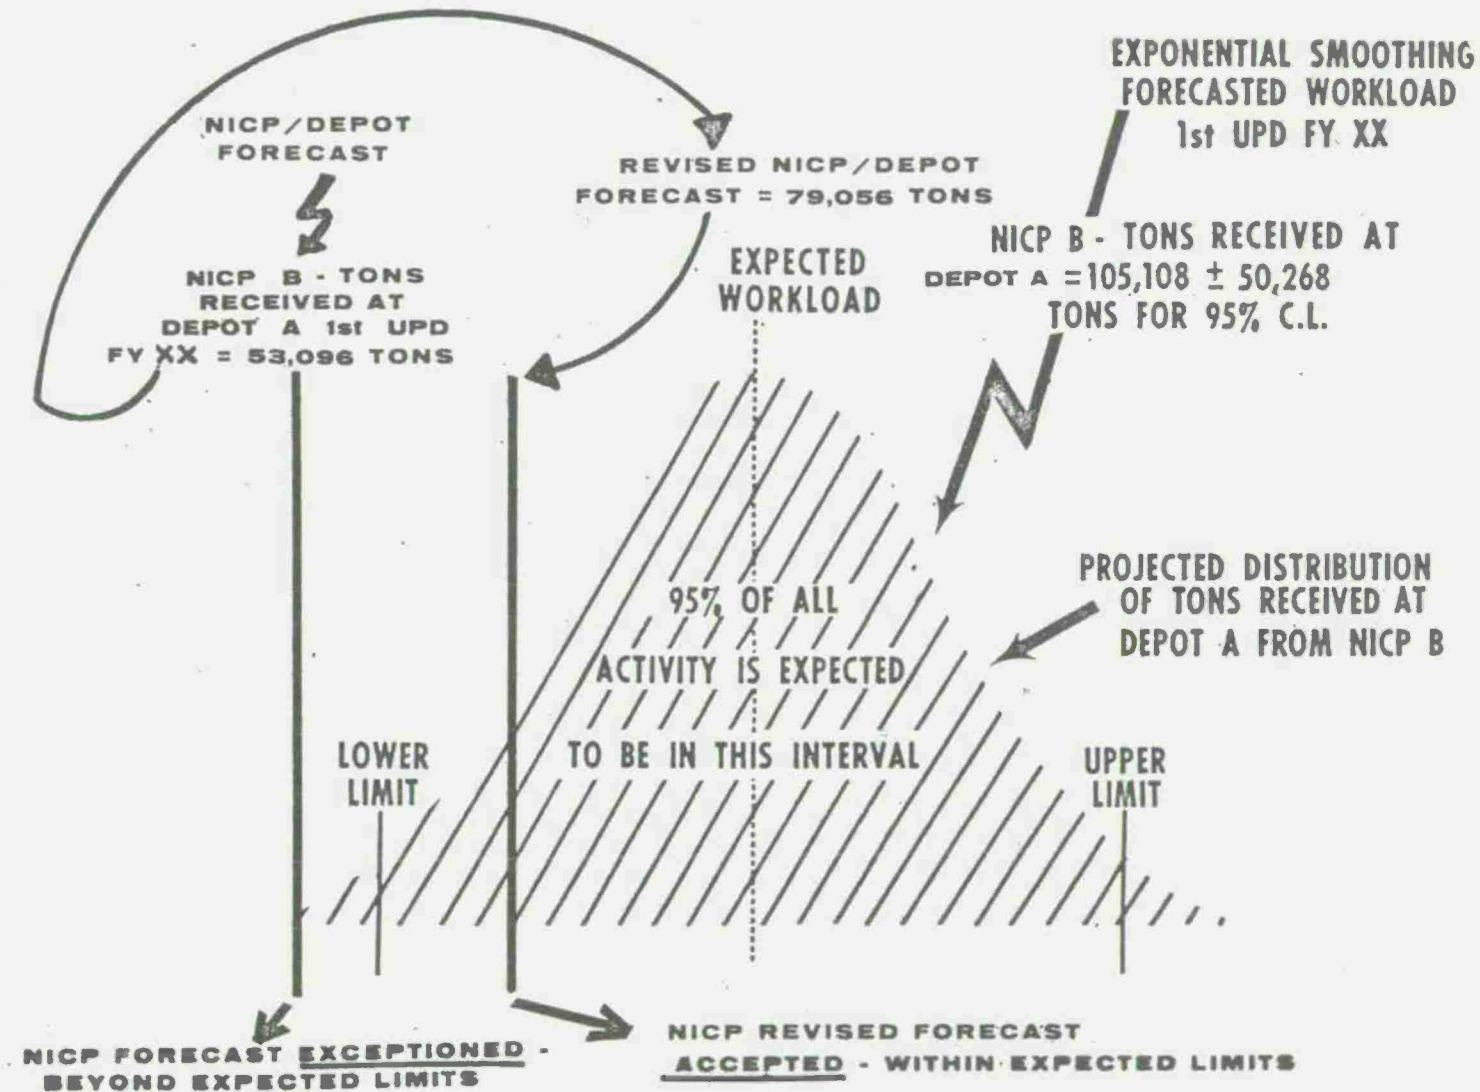 NICP/DEPOT
FORECAST
NICP B - TONS
RECEIVED AT
DEPOT A 1st UPD
FY XX = 53,096 TONS
REVISED NICP/DEPOT
FORECAST = 79,056 TONS
EXPONENTIAL SMOOTHING
FORECASTED WORKLOAD
1st UPD FY XX
NICP B - TONS RECEIVED AT
DEPOT A = 105,108 ± 50,268
TONS FOR 95% C.L.
EXPECTED
WORKLOAD
PROJECTED DISTRIBUTION
OF TONS RECEIVED AT
DEPOT A FROM NICP B
95% OF ALL
ACTIVITY IS EXPECTED
TO BE IN THIS INTERVAL
LOWER
LIMIT
UPPER
LIMIT
NICP FORECAST EXCEPTIONED -
BEYOND EXPECTED LIMITS
NICP REVISED FORECAST
ACCEPTED - WITHIN EXPECTED LIMITS